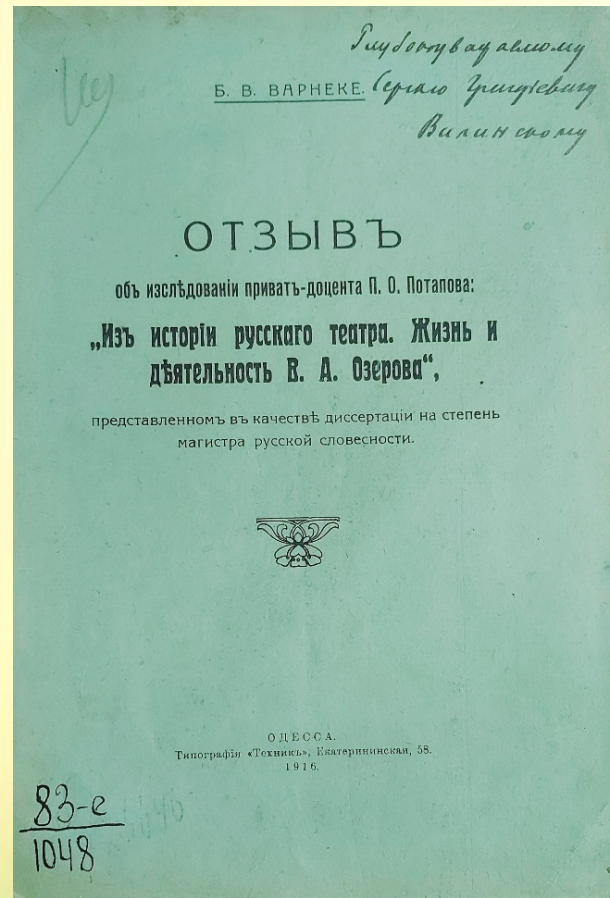 Глубокоуважаемому
Б. В. ВАРНЕКЕ. Сергею Григорьевичу
Вилинскому
ОТЗЫВЪ
объ изслѣдованіи приватъ-доцента П. О. Потапова:
„Изъ исторіи русскаго театра. Жизнь и
дѣятельность В. А. Озерова“,
представленномъ въ качествѣ диссертаціи на степень
магистра русской словесности.
ОДЕССА.
Типографія «Техникъ», Екатерининская, 58.
1916.
83-е
1048